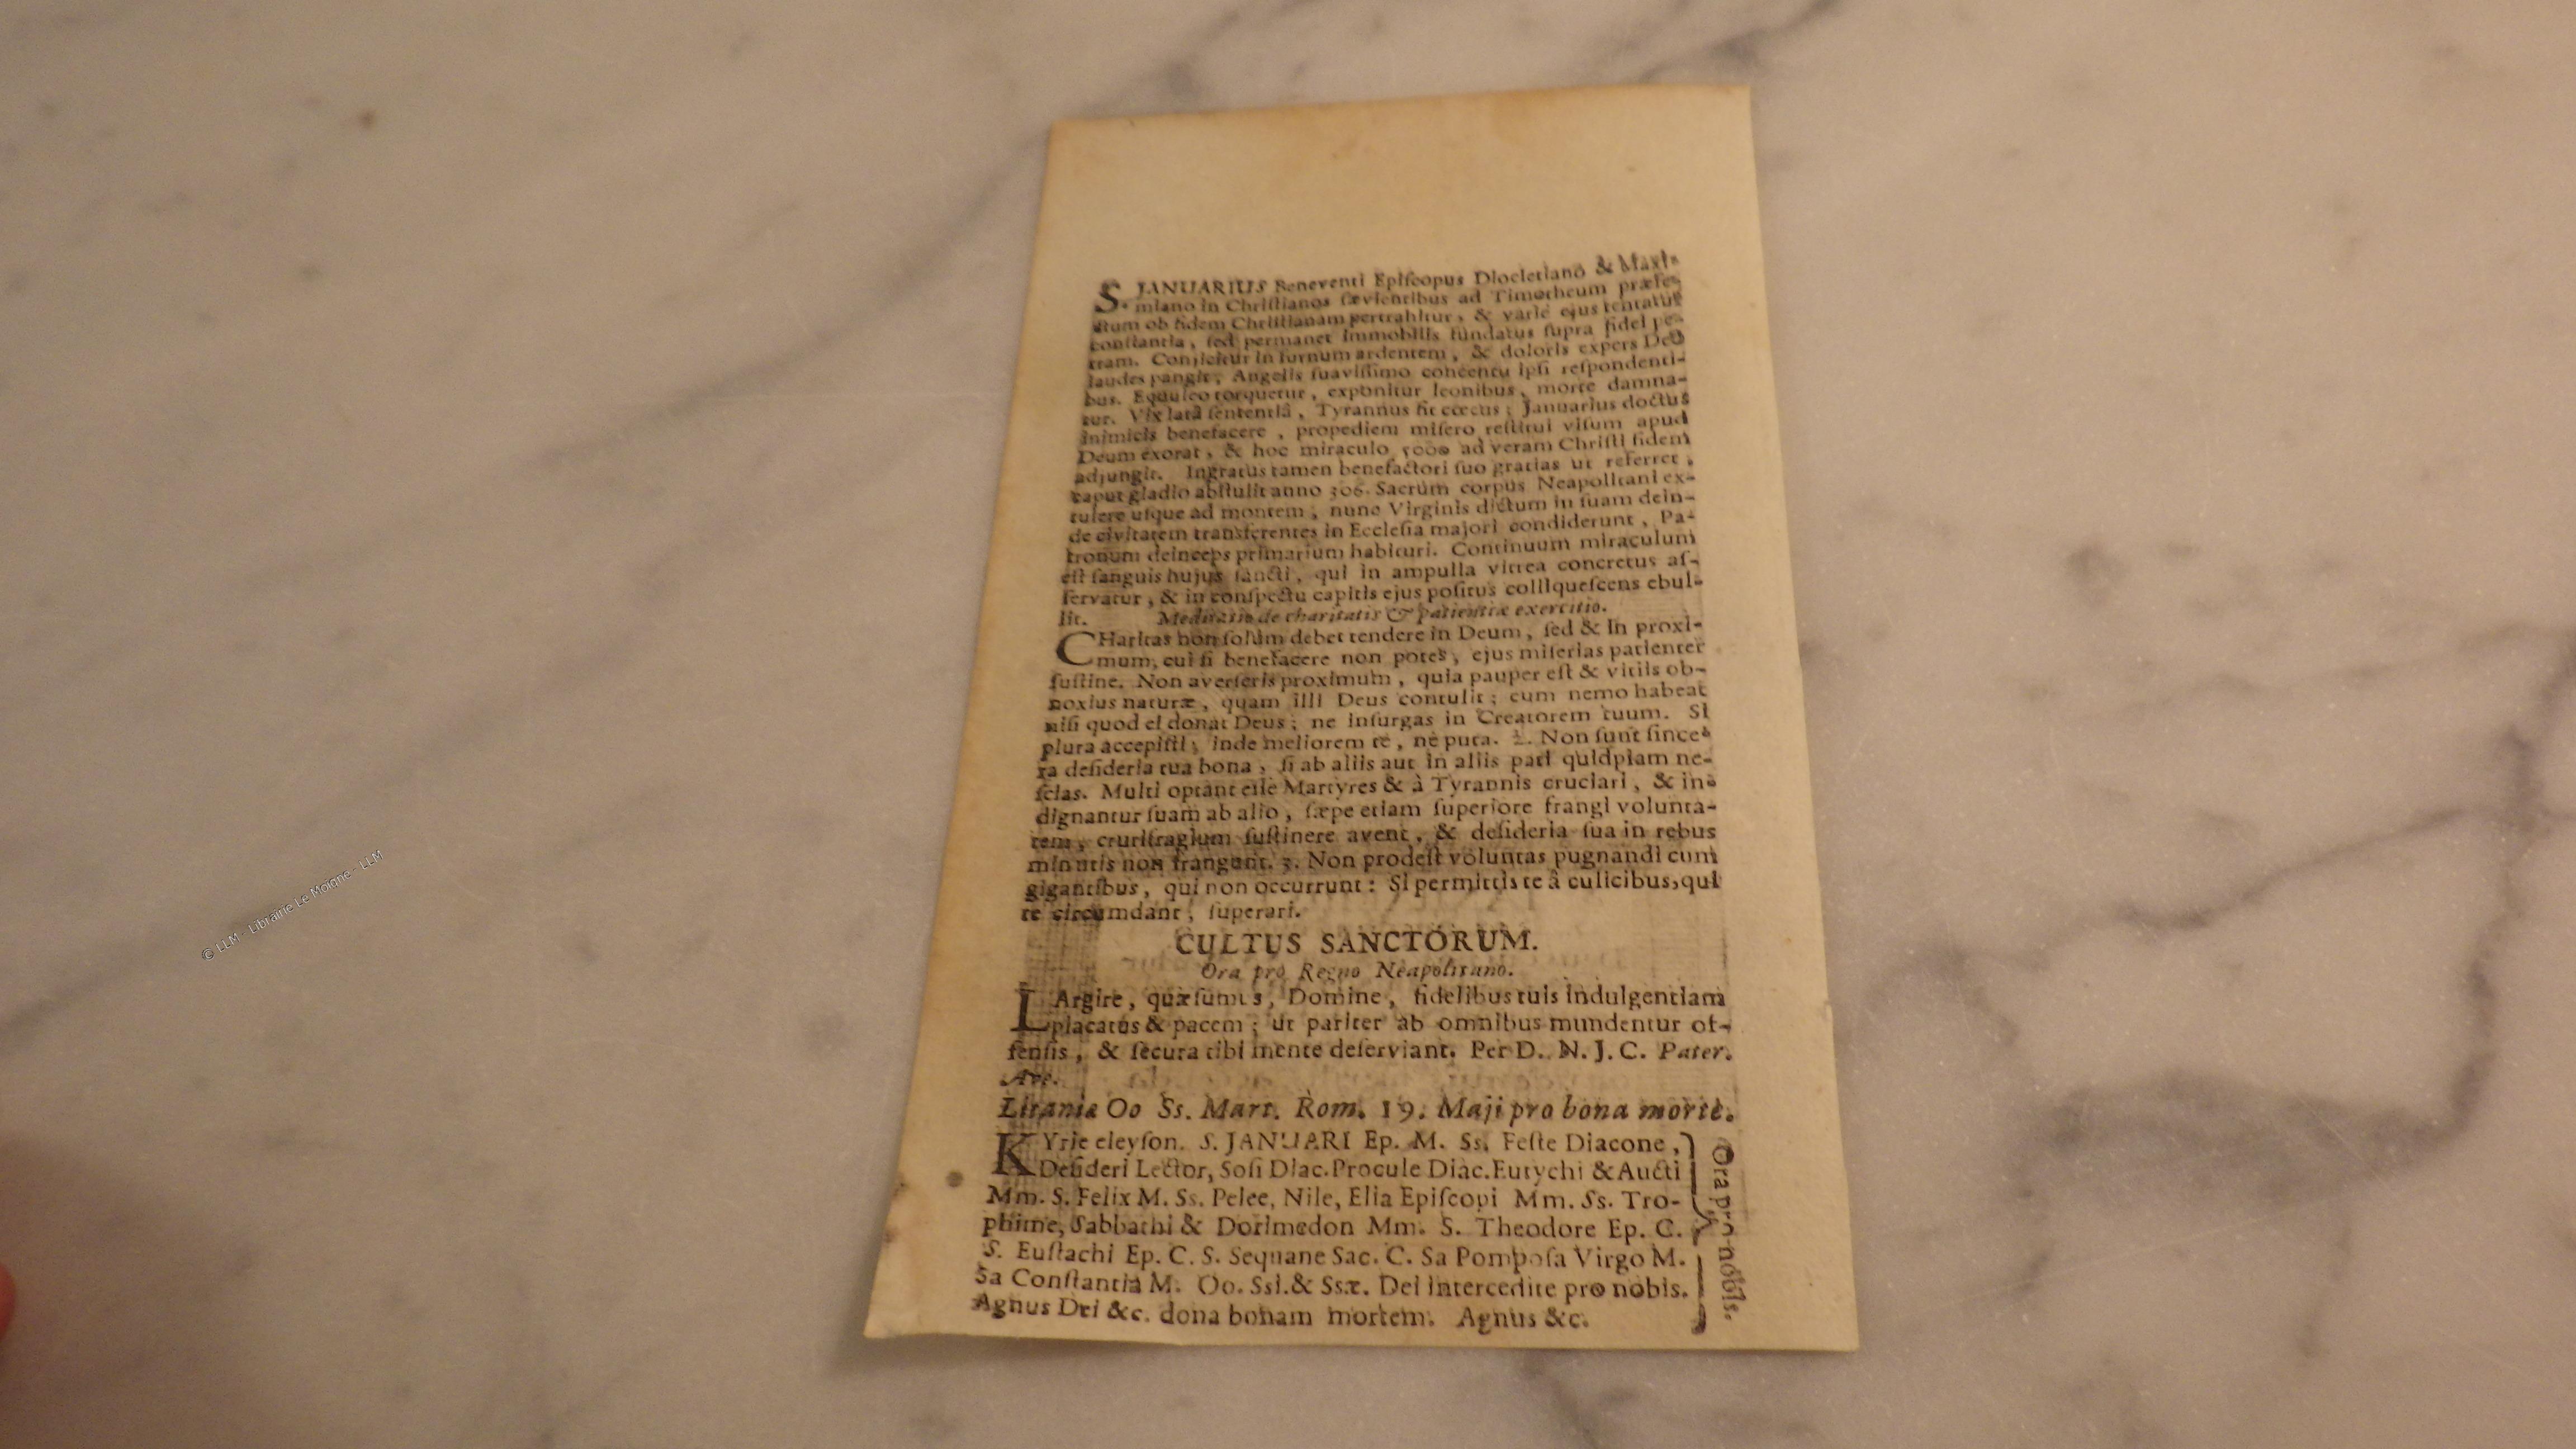 S. JANUARIUS Beneventi Epiſcopus Diocletiano & Maxi-
miano in Chriſtianos ſævientibus ad Timotheum præfe-
ctum ob fidem Chriſtianam pertrahitur, & varie ejus tentatur
conſtantia, ſed permanet immobilis fundatus ſupra fidei pe-
tram. Conjicitur in furnum ardentem, & doloris expers Deo
laudes pangit, Angelis ſuaviſſimo concentu ipſi reſpondenti-
bus. Equuleo torquetur, exponitur leonibus, morte damna-
tur. Vix latâ ſententiâ, Tyrannus fit cœcus; Januarius doctus
inimicis benefacere, propediem miſero reſtitui viſum apud
Deum exorat, & hoc miraculo 5000 ad veram Chriſti fidem
adjungit. Ingratus tamen benefactori ſuo gratias ut referret,
caput gladio abſtulit anno 306. Sacrum corpus Neapolitani ex-
tulere uſque ad montem, nunc Virginis dictum in ſuam dein-
de civitatem transferentes in Eccleſia majori condiderunt, Pa-
tronum deinceps primarium habituri. Continuum miraculum
eſt ſanguis hujus ſancti, qui in ampulla vitrea concretus aſ-
ſervatur, & in conſpectu capitis ejus poſitus colliqueſcens ebul-
lit. Meditatio de charitatis & patientiæ exercitio.
CHaritas non ſolùm debet tendere in Deum, ſed & in proxi-
mum, cui ſi benefacere non potes, ejus miſerias patienter
ſuſtine. Non averſeris proximum, quia pauper eſt & vitiis ob-
noxius naturæ, quam illi Deus contulit; cum nemo habeat
niſi quod ei donat Deus; ne inſurgas in Creatorem tuum. Si
plura accepiſti, inde meliorem te, ne puta. 2. Non ſunt ſince-
ra deſideria tua bona, ſi ab aliis aut in aliis pati quidpiam ne-
ſcias. Multi optant eſſe Martyres & à Tyrannis cruciari, & in-
dignantur ſuam ab alio, ſæpe etiam ſuperiore frangi volunta-
tem, crurifragium ſuſtinere avent, & deſideria ſua in rebus
minutis non frangunt. 3. Non prodeſt voluntas pugnandi cum
gigantibus, qui non occurrunt: Si permittis te â culicibus, qui
te circumdant, ſuperari.
CULTUS SANCTORUM.
Ora pro Regno Neapolitano.
LArgire, quæſumus, Domine, fidelibus tuis indulgentiam
placatus & pacem; ut pariter ab omnibus mundentur of-
fenſis, & ſecura tibi mente deſerviant. Per D. N. J. C. Pater.
Ave.
Litaniæ Oo Ss. Mart. Rom. 19. Maji pro bona morte.
KYrie eleyſon. S. JANUARI Ep. M. Ss. Feſte Diacone,
Deſideri Lector, Soſi Diac. Procule Diac. Eutychi & Aucti
Mm. S. Felix M. Ss. Pelee, Nile, Elia Epiſcopi Mm. Ss. Tro-
phime, Sabbathi & Dorimedon Mm. S. Theodore Ep. C.
S. Euſtachi Ep. C. S. Sequane Sac. C. Sa Pompoſa Virgo M.
Sa Conſtantia M. Oo. Ssi. & Ssæ. Dei intercedite pro nobis.
Agnus Dei &c. dona bonam mortem. Agnus &c.
Ora pro nobis.
© LLM - Librairie Le Moigne - LLM